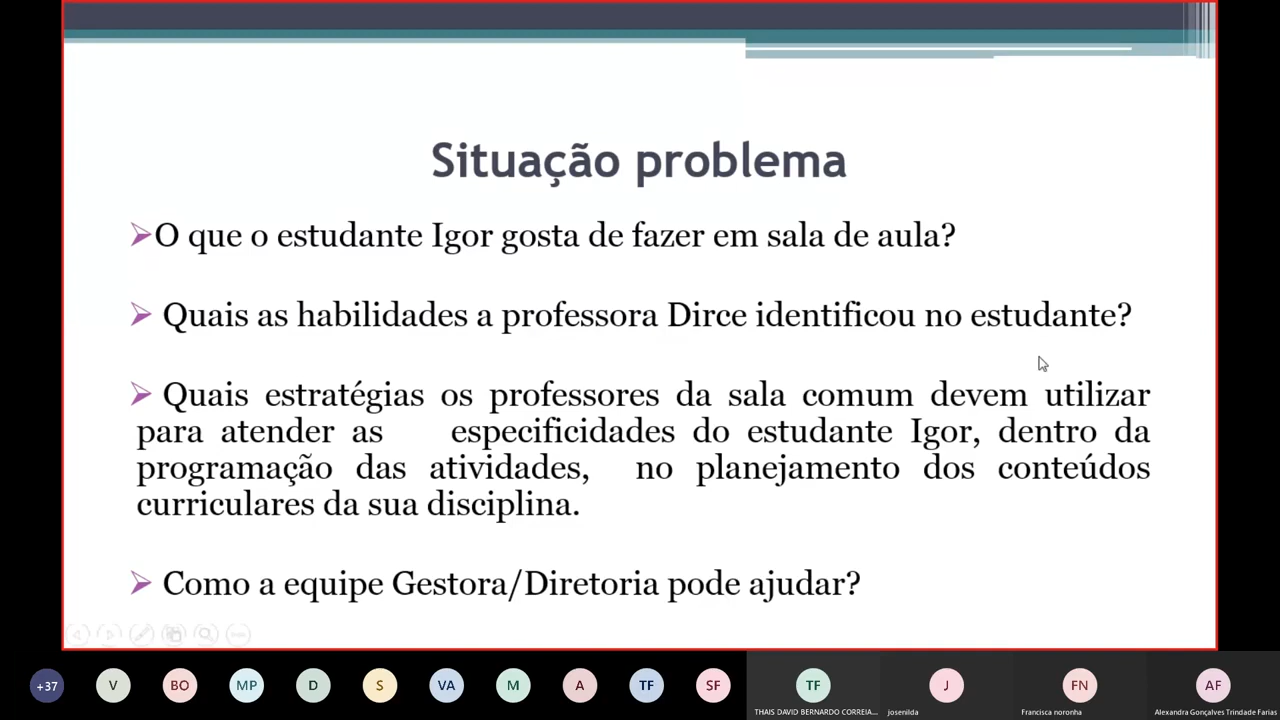 Situação problema
O que o estudante Igor gosta de fazer em sala de aula?
Quais as habilidades a professora Dirce identificou no estudante?
Quais estratégias os professores da sala comum devem utilizar
para atender as especificidades do estudante Igor, dentro da
programação das atividades, no planejamento dos conteúdos
curriculares da sua disciplina.
Como a equipe Gestora/Diretoria pode ajudar?
+37 V BO MP D S VA M A TF SF TF J FN AF
THAIS DAVID BERNARDO CORREIA... josenilda Francisca noronha Alexandra Gonçalves Trindade Farias